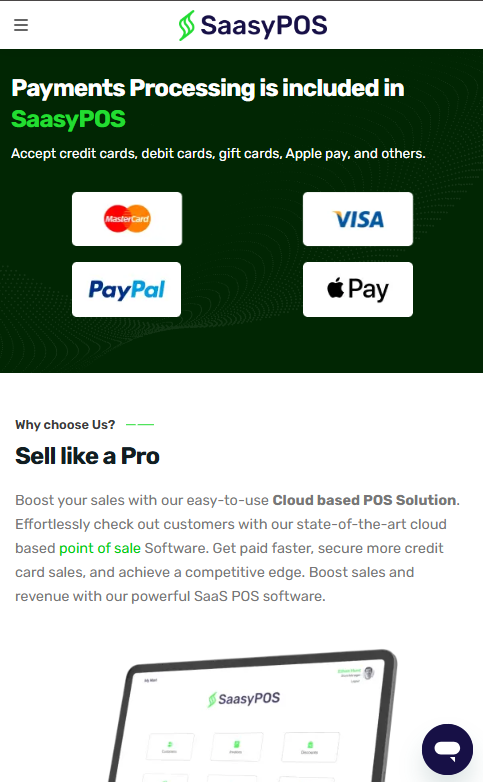 SaasyPOS
Payments Processing is included in
SaasyPOS
Accept credit cards, debit cards, gift cards, Apple pay, and others.
MasterCard
VISA
PayPal
Pay
Why choose Us?
Sell like a Pro
Boost your sales with our easy-to-use Cloud based POS Solution.
Effortlessly check out customers with our state-of-the-art cloud
based point of sale Software. Get paid faster, secure more credit
card sales, and achieve a competitive edge. Boost sales and
revenue with our powerful SaaS POS software.
SaasyPOS